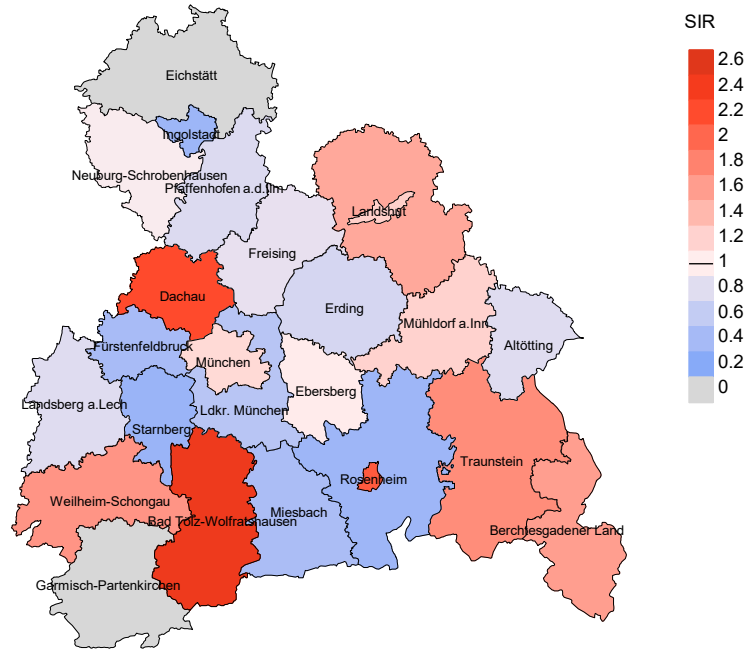 SIR
2.6
2.4
2.2
2
1.8
1.6
1.4
1.2
1
0.8
0.6
0.4
0.2
0
Eichstätt
Ingolstadt
Neuburg-Schrobenhausen
Pfaffenhofen a.d.Ilm
Landshut
Freising
Dachau
Erding
Mühldorf a.Inn
Altötting
Fürstenfeldbruck
München
Ebersberg
Landsberg a.Lech
Ldkr. München
Starnberg
Traunstein
Rosenheim
Weilheim-Schongau
Miesbach
Bad Tölz-Wolfratshausen
Berchtesgadener Land
Garmisch-Partenkirchen